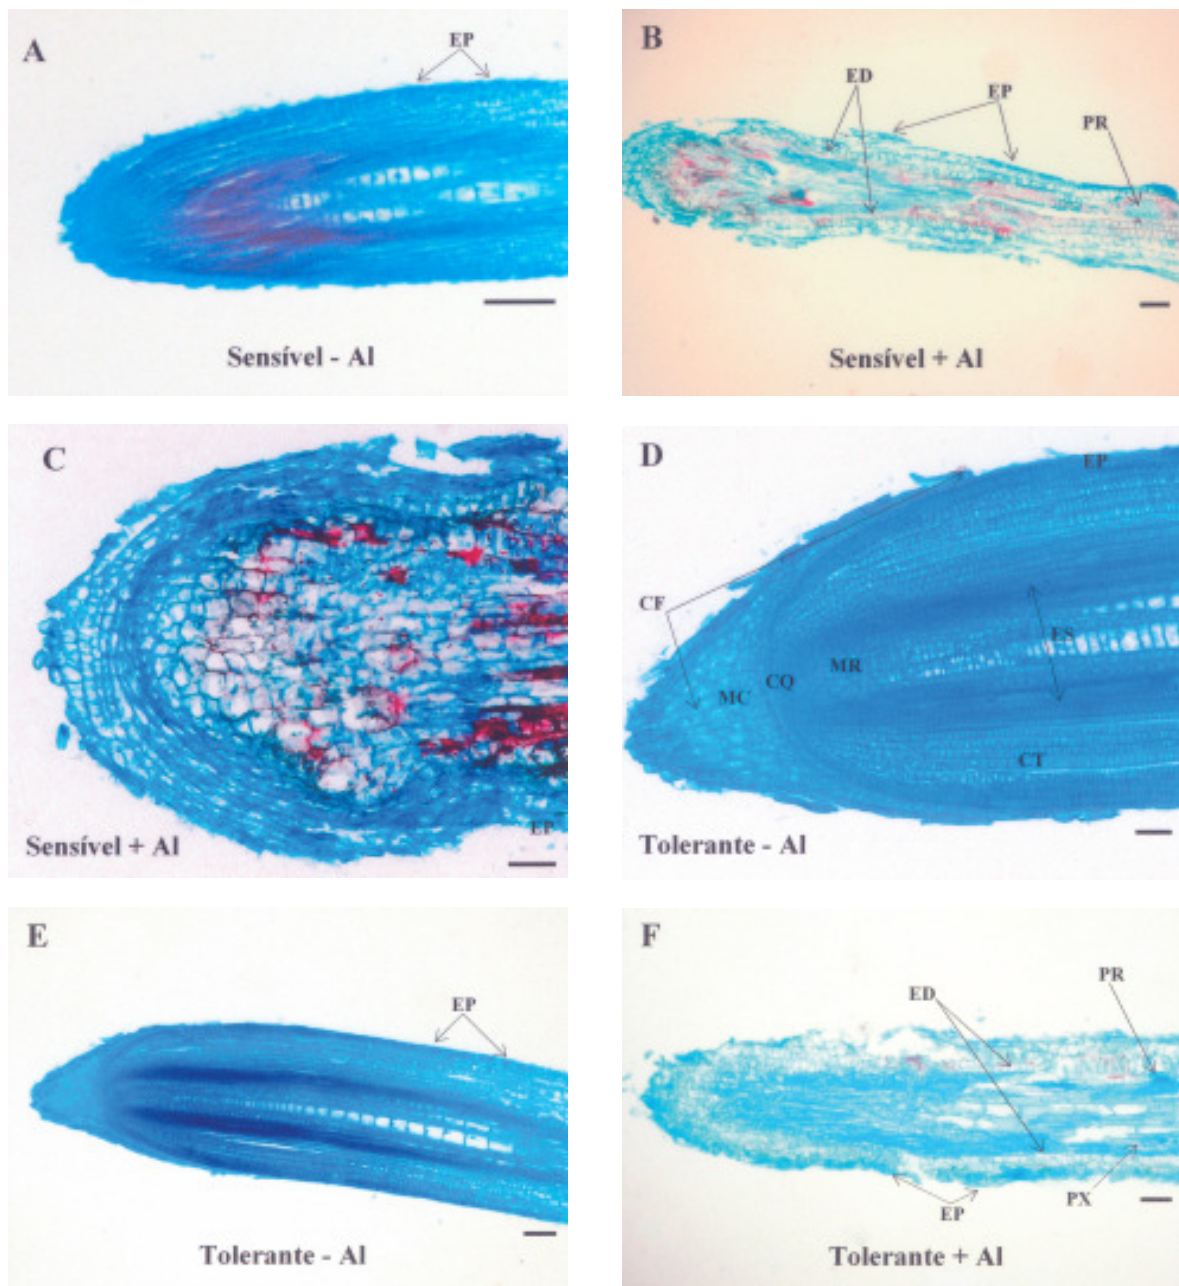 A
EP
Sensível - Al
B
ED
EP
PR
Sensível + Al
C
EP
Sensível + Al
D
EP
CF
ES
MR
CQ
MC
CT
Tolerante - Al
E
EP
Tolerante - Al
F
PR
ED
EP
PX
Tolerante + Al